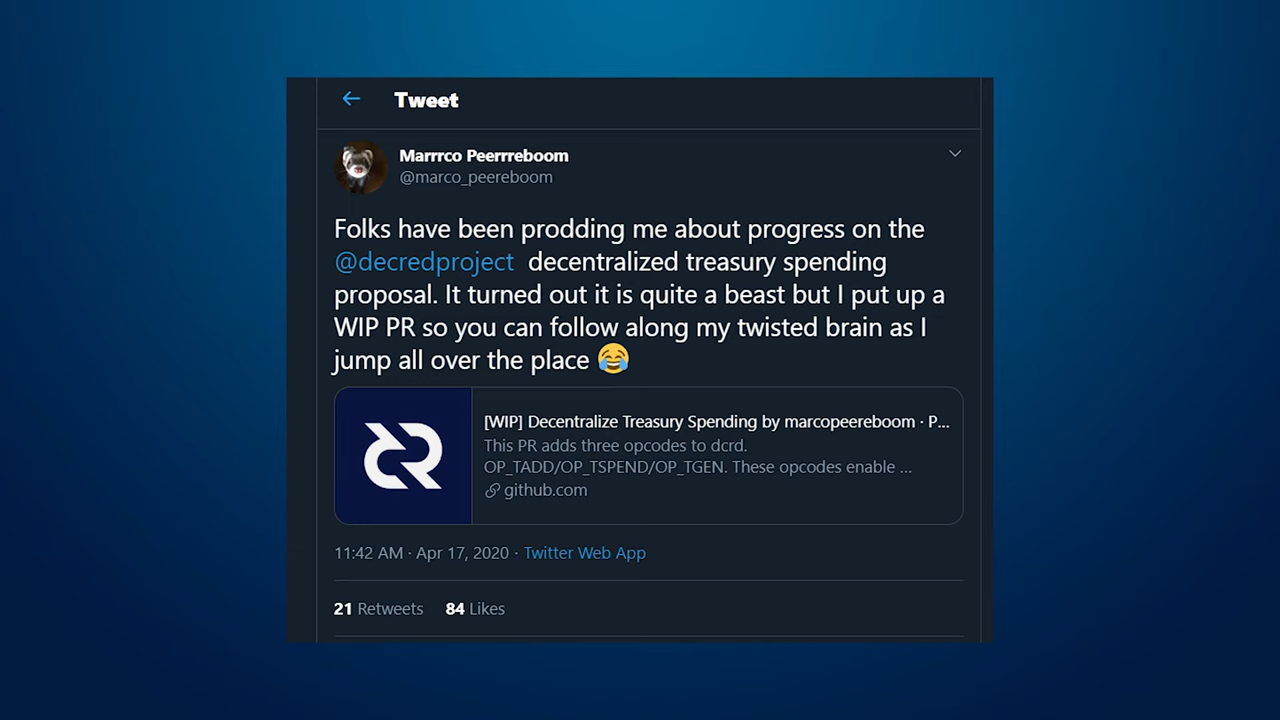 Tweet
Marrrco Peerrreboom
@marco_peereboom
Folks have been prodding me about progress on the
@decredproject decentralized treasury spending
proposal. It turned out it is quite a beast but I put up a
WIP PR so you can follow along my twisted brain as I
jump all over the place 😂
[WIP] Decentralize Treasury Spending by marcopeereboom · P...
This PR adds three opcodes to dcrd.
OP_TADD/OP_TSPEND/OP_TGEN. These opcodes enable ...
github.com
11:42 AM · Apr 17, 2020 · Twitter Web App
21 Retweets 84 Likes